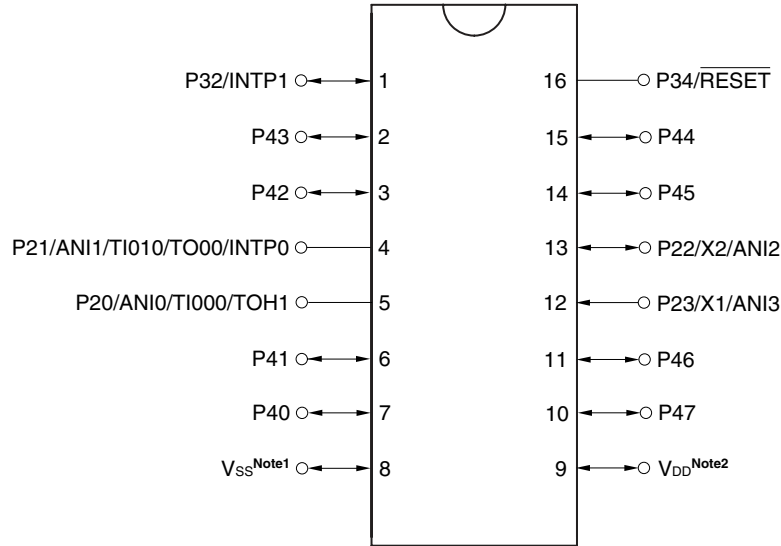 P32/INTP1 1 16 P34/RESET
P43 2 15 P44
P42 3 14 P45
P21/ANI1/TI010/TO00/INTP0 4 13 P22/X2/ANI2
P20/ANI0/TI000/TOH1 5 12 P23/X1/ANI3
P41 6 11 P46
P40 7 10 P47
VSSNote1 8 9 VDDNote2